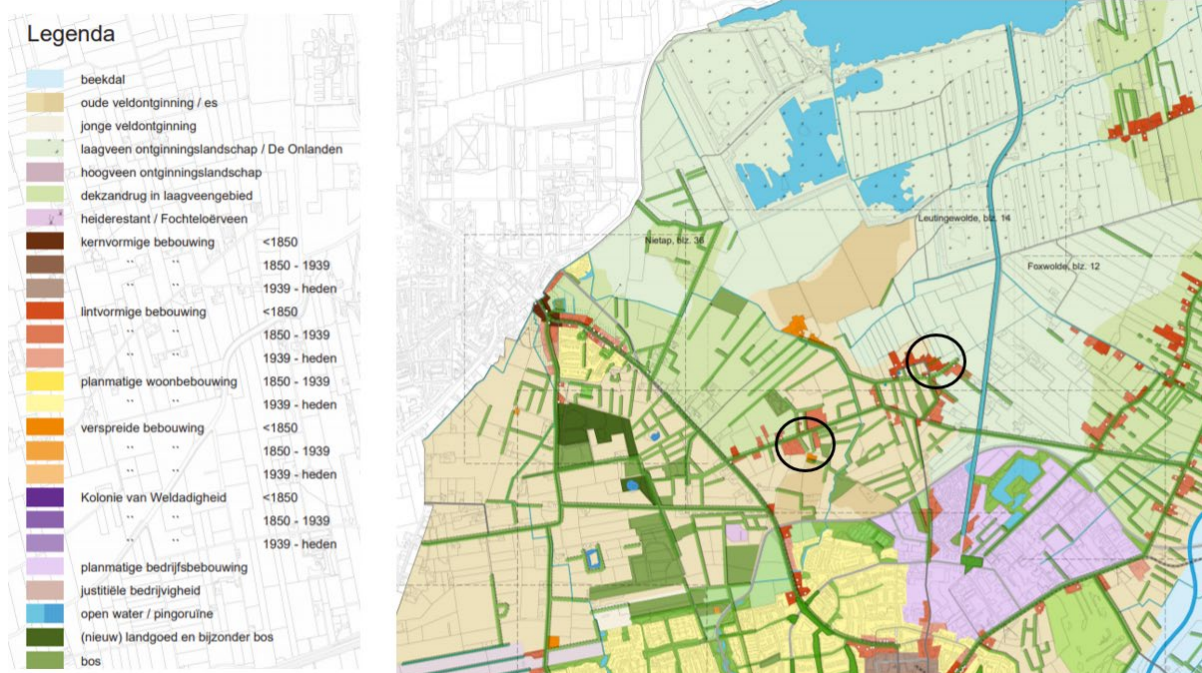 Legenda
beekdal
oude veldontginning / es
jonge veldontginning
laagveen ontginningslandschap / De Onlanden
hoogveen ontginningslandschap
dekzandrug in laagveengebied
heiderestant / Fochteloërveen
kernvormige bebouwing <1850
`` `` 1850 - 1939
`` `` 1939 - heden
lintvormige bebouwing <1850
`` `` 1850 - 1939
`` `` 1939 - heden
planmatige woonbebouwing 1850 - 1939
`` `` 1939 - heden
verspreide bebouwing <1850
`` `` 1850 - 1939
`` `` 1939 - heden
Kolonie van Weldadigheid <1850
`` `` 1850 - 1939
`` `` 1939 - heden
planmatige bedrijfsbebouwing
justitiële bedrijvigheid
open water / pingoruïne
(nieuw) landgoed en bijzonder bos
bos
Leutingewolde, blz. 14
Nietap, blz. 36
Foxwolde, blz. 12